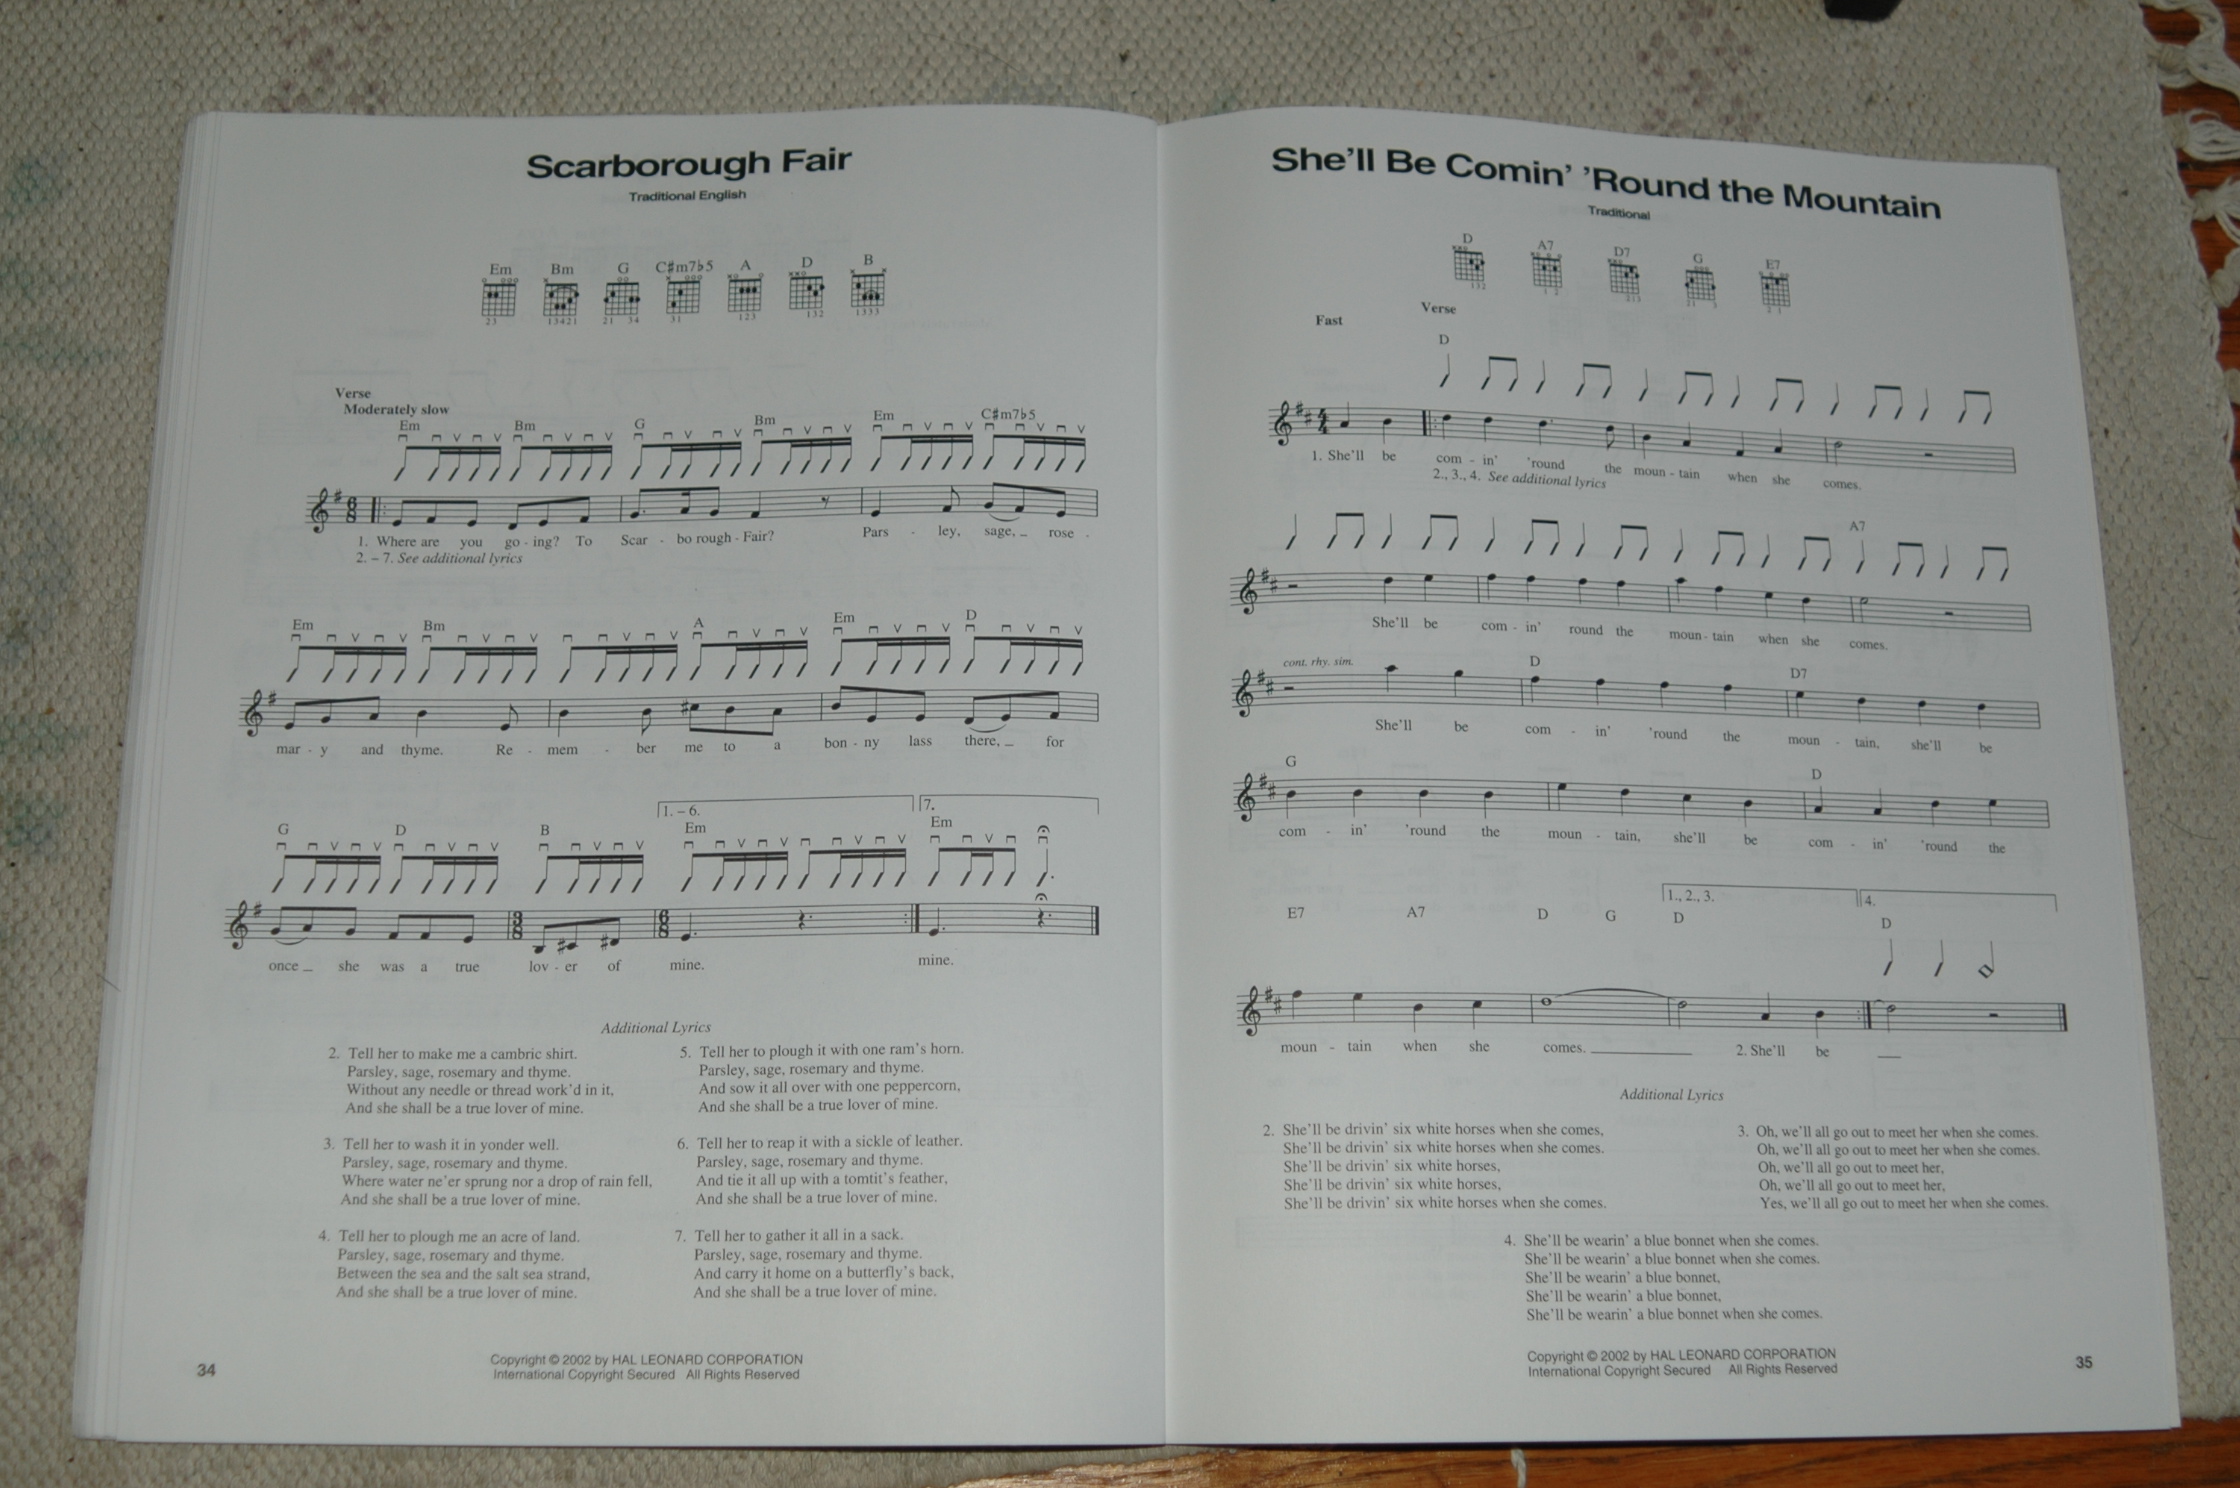 Scarborough Fair
Traditional English
Em Bm G C#m7b5 A D B
23 13421 21 34 31 123 132 1333
Verse
Moderately slow
Em Bm G Bm Em C#m7b5
1. Where are you go - ing? To Scar - bo rough - Fair? Pars - ley, sage, _ rose -
2. – 7. See additional lyrics
Em Bm A Em D
mar - y and thyme. Re - mem - ber me to a bon - ny lass there, _ for
1. – 6. 7.
G D B Em Em
once _ she was a true lov - er of mine. mine.
Additional Lyrics
2. Tell her to make me a cambric shirt.
Parsley, sage, rosemary and thyme.
Without any needle or thread work'd in it,
And she shall be a true lover of mine.
3. Tell her to wash it in yonder well.
Parsley, sage, rosemary and thyme.
Where water ne'er sprung nor a drop of rain fell,
And she shall be a true lover of mine.
4. Tell her to plough me an acre of land.
Parsley, sage, rosemary and thyme.
Between the sea and the salt sea strand,
And she shall be a true lover of mine.
5. Tell her to plough it with one ram's horn.
Parsley, sage, rosemary and thyme.
And sow it all over with one peppercorn,
And she shall be a true lover of mine.
6. Tell her to reap it with a sickle of leather.
Parsley, sage, rosemary and thyme.
And tie it all up with a tomtit's feather,
And she shall be a true lover of mine.
7. Tell her to gather it all in a sack.
Parsley, sage, rosemary and thyme.
And carry it home on a butterfly's back,
And she shall be a true lover of mine.
Copyright © 2002 by HAL LEONARD CORPORATION
International Copyright Secured All Rights Reserved
34
She'll Be Comin' 'Round the Mountain
Traditional
D A7 D7 G E7
132 1 2 213 21 3 2 1
Fast
Verse
D
1. She'll be com - in' 'round the moun - tain when she comes.
2., 3., 4. See additional lyrics
A7
She'll be com - in' round the moun - tain when she comes.
cont. rhy. sim. D D7
She'll be com - in' 'round the moun - tain, she'll be
G D
com - in' 'round the moun - tain, she'll be com - in' 'round the
1., 2., 3. 4.
E7 A7 D G D D
moun - tain when she comes. 2. She'll be
Additional Lyrics
2. She'll be drivin' six white horses when she comes,
She'll be drivin' six white horses when she comes.
She'll be drivin' six white horses,
She'll be drivin' six white horses,
She'll be drivin' six white horses when she comes.
3. Oh, we'll all go out to meet her when she comes.
Oh, we'll all go out to meet her when she comes.
Oh, we'll all go out to meet her,
Oh, we'll all go out to meet her,
Yes, we'll all go out to meet her when she comes.
4. She'll be wearin' a blue bonnet when she comes.
She'll be wearin' a blue bonnet when she comes.
She'll be wearin' a blue bonnet,
She'll be wearin' a blue bonnet,
She'll be wearin' a blue bonnet when she comes.
Copyright © 2002 by HAL LEONARD CORPORATION
International Copyright Secured All Rights Reserved
35